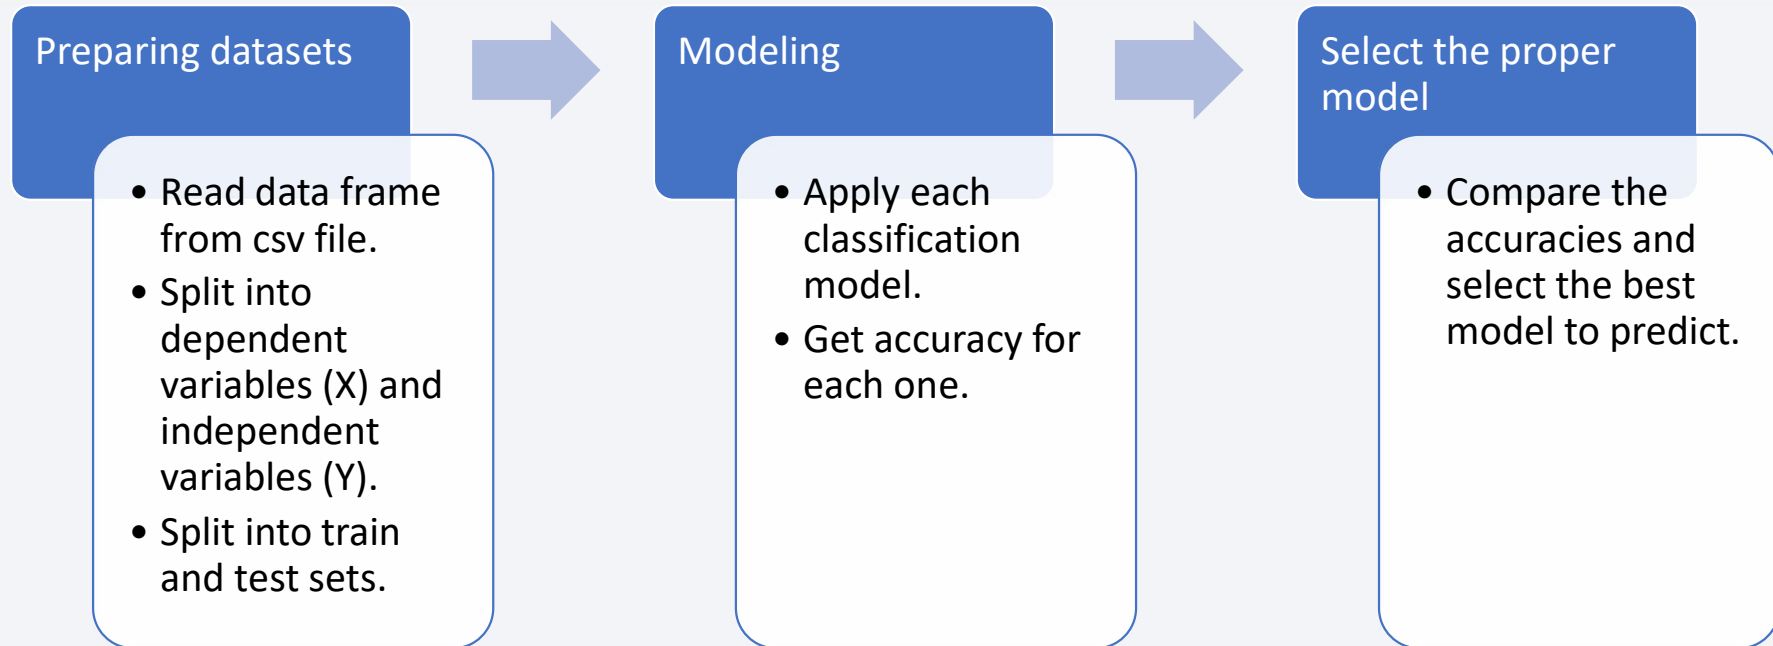 Preparing datasets
• Read data frame
from csv file.
• Split into
dependent
variables (X) and
independent
variables (Y).
• Split into train
and test sets.
Modeling
• Apply each
classification
model.
• Get accuracy for
each one.
Select the proper
model
• Compare the
accuracies and
select the best
model to predict.